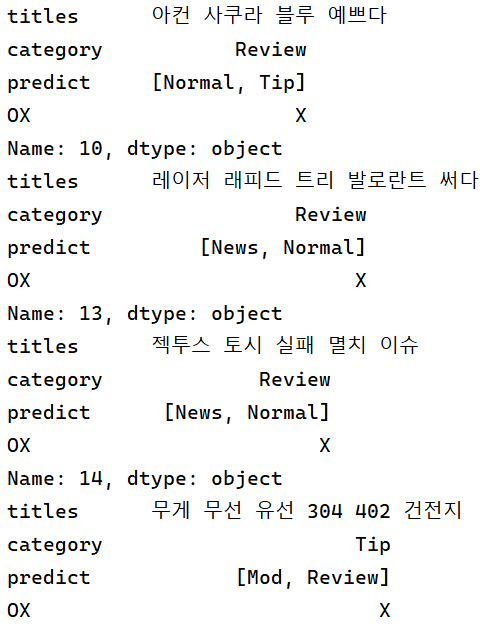 titles 아컨 사쿠라 블루 예쁘다
category Review
predict [Normal, Tip]
OX X
Name: 10, dtype: object
titles 레이저 래피드 트리 발로란트 써다
category Review
predict [News, Normal]
OX X
Name: 13, dtype: object
titles 젝투스 토시 실패 멸치 이슈
category Review
predict [News, Normal]
OX X
Name: 14, dtype: object
titles 무게 무선 유선 304 402 건전지
category Tip
predict [Mod, Review]
OX X